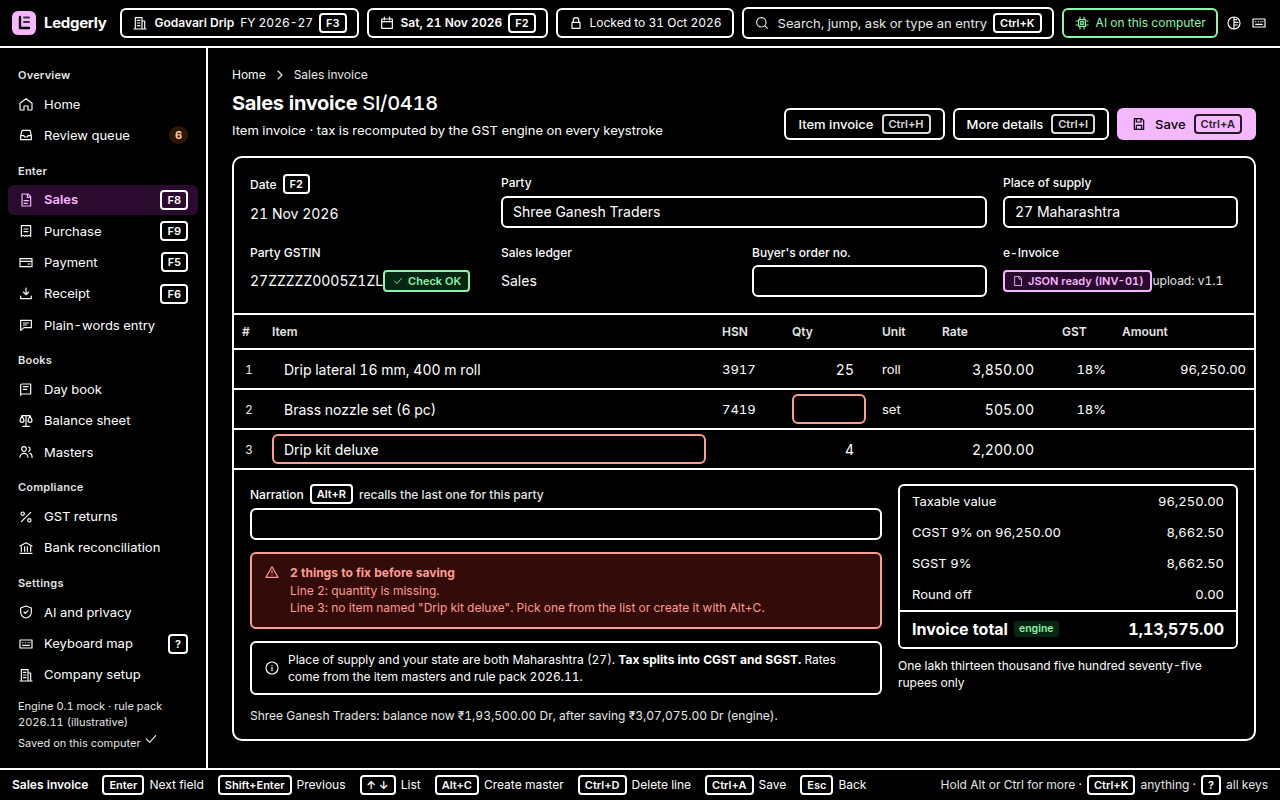 Ledgerly
Godavari Drip FY 2026-27 F3
Sat, 21 Nov 2026 F2
Locked to 31 Oct 2026
Search, jump, ask or type an entry Ctrl+K
AI on this computer
Overview
Home
Review queue 6
Enter
Sales F8
Purchase F9
Payment F5
Receipt F6
Plain-words entry
Books
Day book
Balance sheet
Masters
Compliance
GST returns
Bank reconciliation
Settings
AI and privacy
Keyboard map ?
Company setup
Engine 0.1 mock · rule pack
2026.11 (illustrative)
Saved on this computer
Home > Sales invoice
Sales invoice SI/0418
Item invoice · tax is recomputed by the GST engine on every keystroke
Item invoice Ctrl+H
More details Ctrl+I
Save Ctrl+A
Date F2 Party Place of supply
21 Nov 2026 Shree Ganesh Traders 27 Maharashtra
Party GSTIN Sales ledger Buyer's order no. e-Invoice
27ZZZZZ0005Z1ZL Check OK Sales JSON ready (INV-01) upload: v1.1
# Item HSN Qty Unit Rate GST Amount
1 Drip lateral 16 mm, 400 m roll 3917 25 roll 3,850.00 18% 96,250.00
2 Brass nozzle set (6 pc) 7419 set 505.00 18%
3 Drip kit deluxe 4 2,200.00
Narration Alt+R recalls the last one for this party
2 things to fix before saving
Line 2: quantity is missing.
Line 3: no item named "Drip kit deluxe". Pick one from the list or create it with Alt+C.
Place of supply and your state are both Maharashtra (27). Tax splits into CGST and SGST. Rates
come from the item masters and rule pack 2026.11.
Shree Ganesh Traders: balance now ₹1,93,500.00 Dr, after saving ₹3,07,075.00 Dr (engine).
Taxable value 96,250.00
CGST 9% on 96,250.00 8,662.50
SGST 9% 8,662.50
Round off 0.00
Invoice total engine 1,13,575.00
One lakh thirteen thousand five hundred seventy-five
rupees only
Sales invoice Enter Next field Shift+Enter Previous ↑ ↓ List Alt+C Create master Ctrl+D Delete line Ctrl+A Save Esc Back Hold Alt or Ctrl for more · Ctrl+K anything · ? all keys